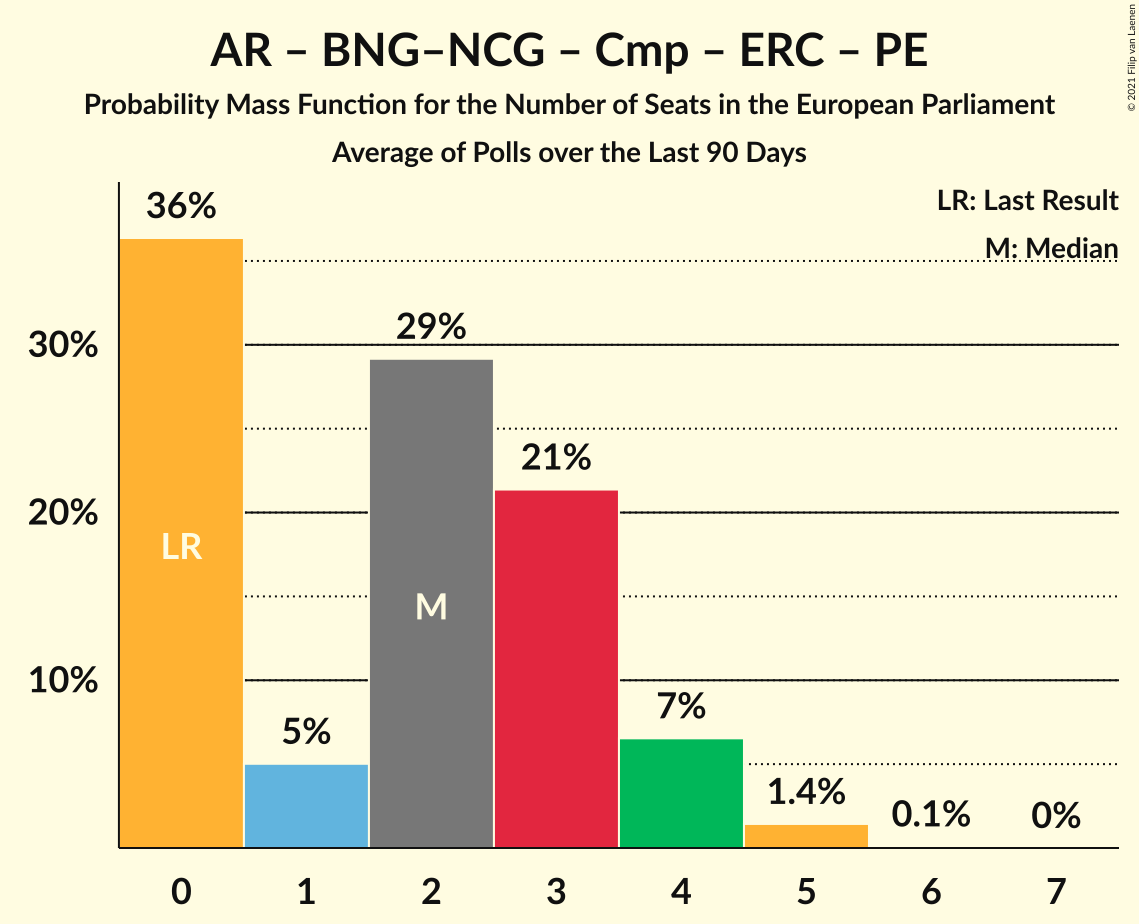 AR – BNG–NCG – Cmp – ERC – PE
Probability Mass Function for the Number of Seats in the European Parliament
Average of Polls over the Last 90 Days
© 2021 Filip van Laenen
LR: Last Result
M: Median
36%
29%
30%
21%
20%
LR
M
10%
7%
5%
1.4%
0.1%
0%
0 1 2 3 4 5 6 7